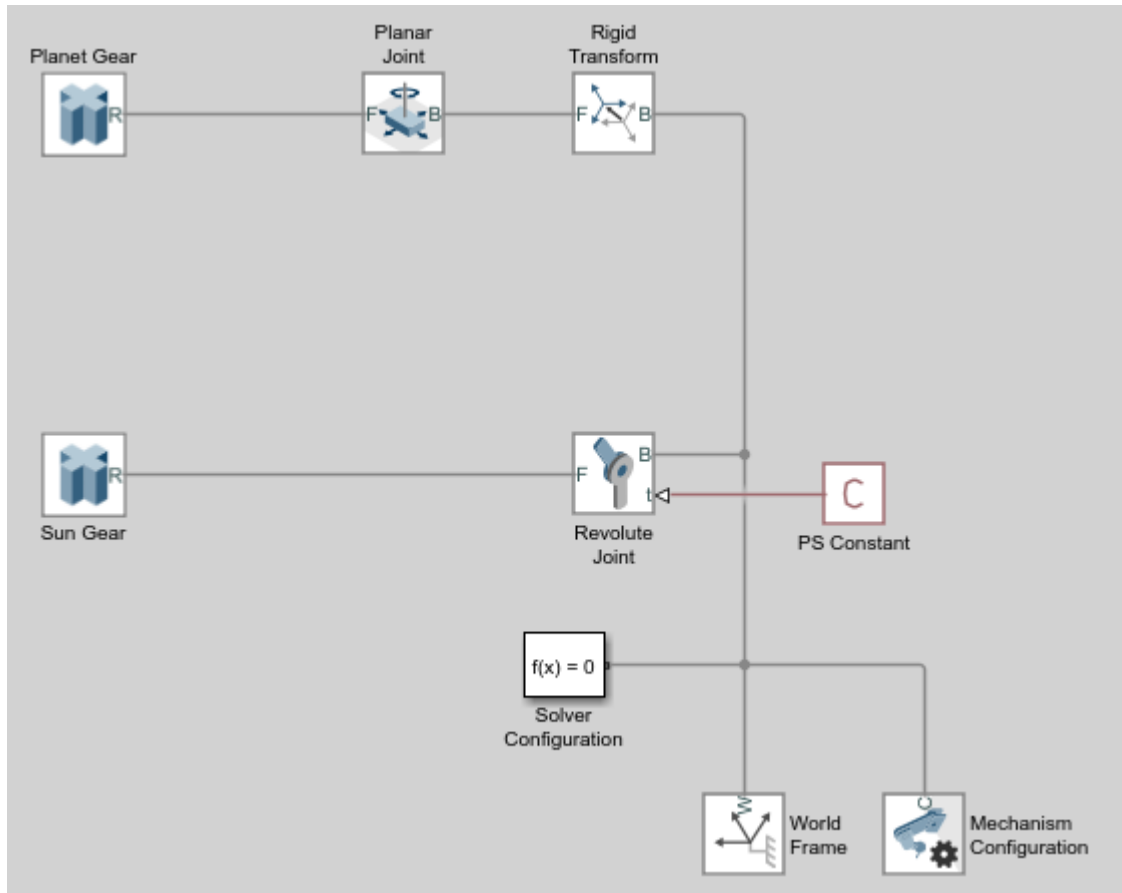 Planar
Joint
Rigid
Transform
Planet Gear
R
F
B
F
B
R
F
B
t
C
Sun Gear
Revolute
Joint
PS Constant
f(x) = 0
Solver
Configuration
W
World
Frame
C
Mechanism
Configuration